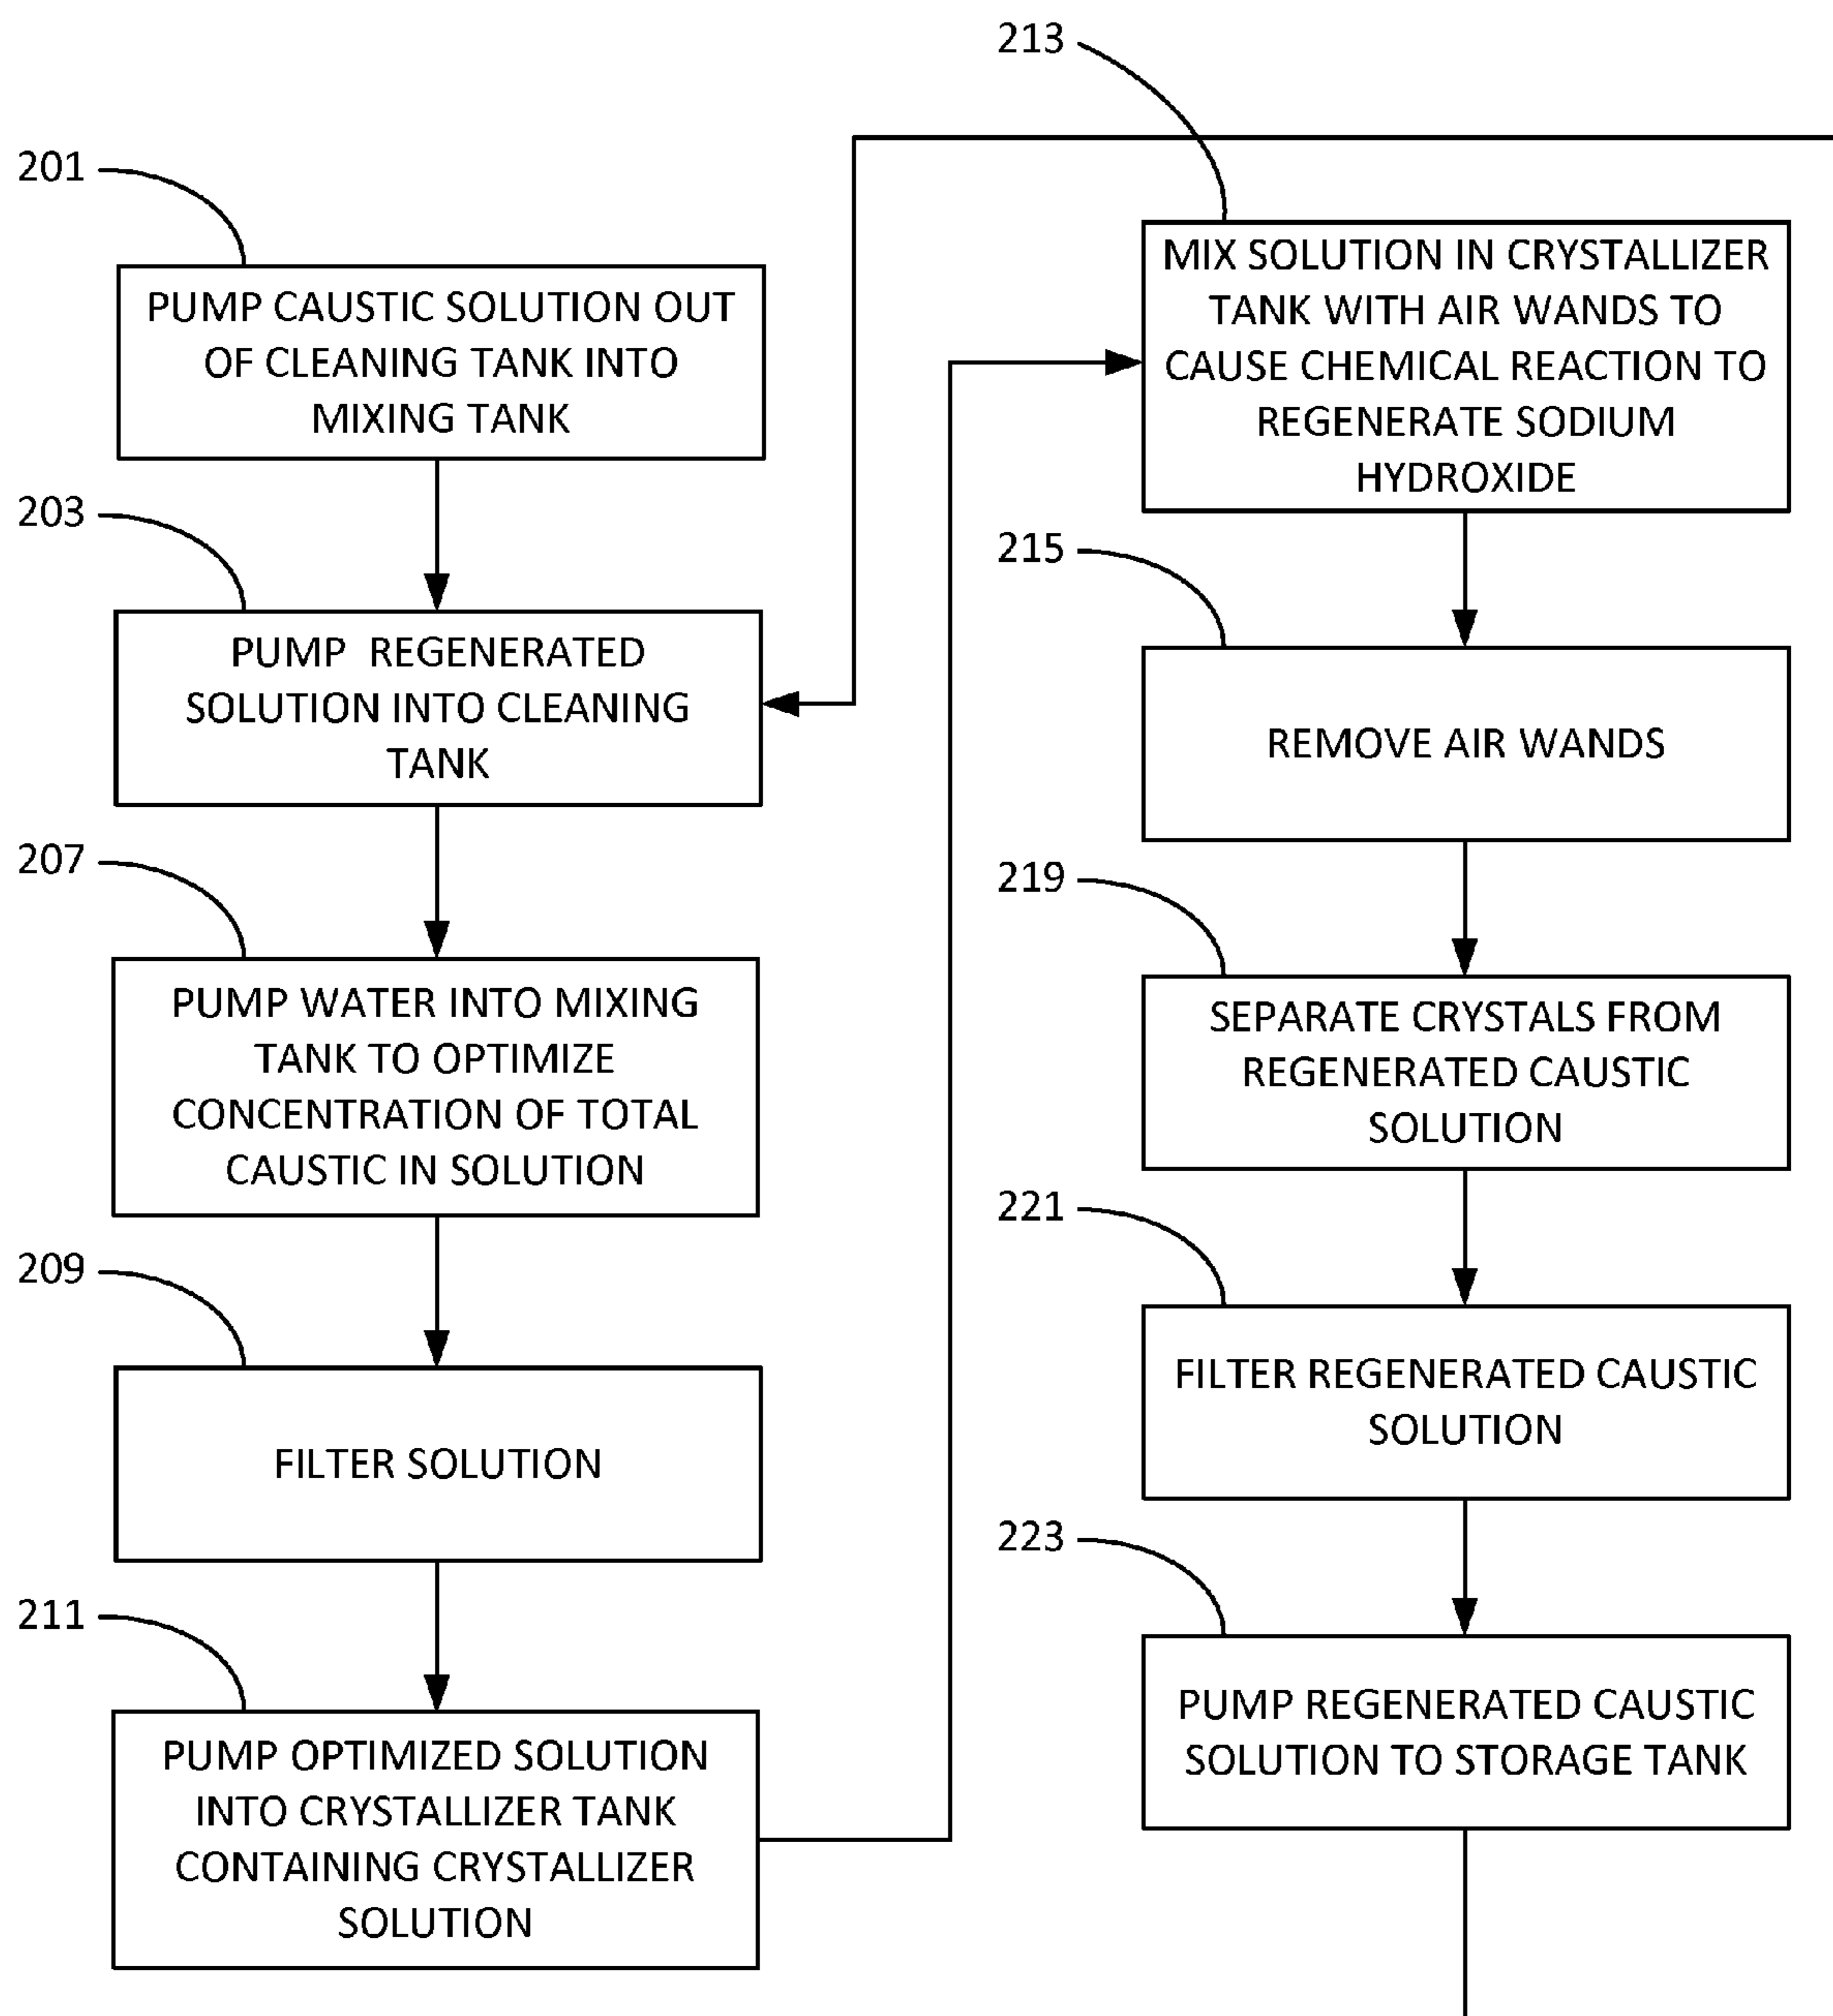 201
PUMP CAUSTIC SOLUTION OUT
OF CLEANING TANK INTO
MIXING TANK
203
PUMP REGENERATED
SOLUTION INTO CLEANING
TANK
207
PUMP WATER INTO MIXING
TANK TO OPTIMIZE
CONCENTRATION OF TOTAL
CAUSTIC IN SOLUTION
209
FILTER SOLUTION
211
PUMP OPTIMIZED SOLUTION
INTO CRYSTALLIZER TANK
CONTAINING CRYSTALLIZER
SOLUTION
213
MIX SOLUTION IN CRYSTALLIZER
TANK WITH AIR WANDS TO
CAUSE CHEMICAL REACTION TO
REGENERATE SODIUM
HYDROXIDE
215
REMOVE AIR WANDS
219
SEPARATE CRYSTALS FROM
REGENERATED CAUSTIC
SOLUTION
221
FILTER REGENERATED CAUSTIC
SOLUTION
223
PUMP REGENERATED CAUSTIC
SOLUTION TO STORAGE TANK